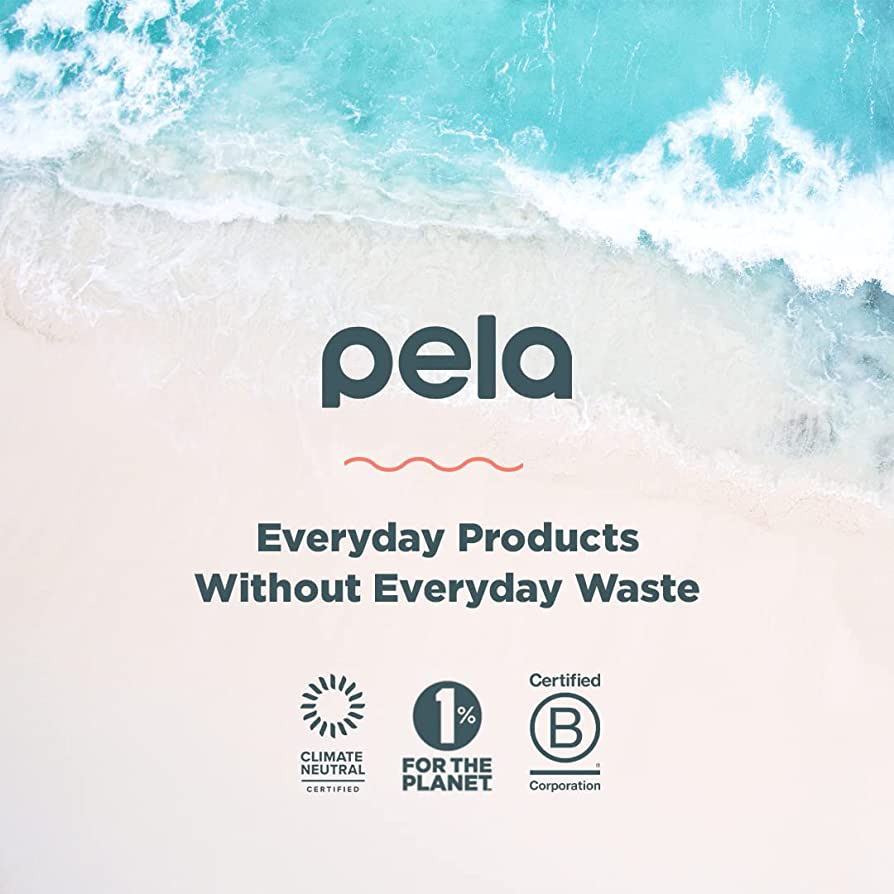 pela
Everyday Products
Without Everyday Waste
CLIMATE
NEUTRAL
CERTIFIED
1%
FOR THE
PLANET
Certified
B
®
Corporation